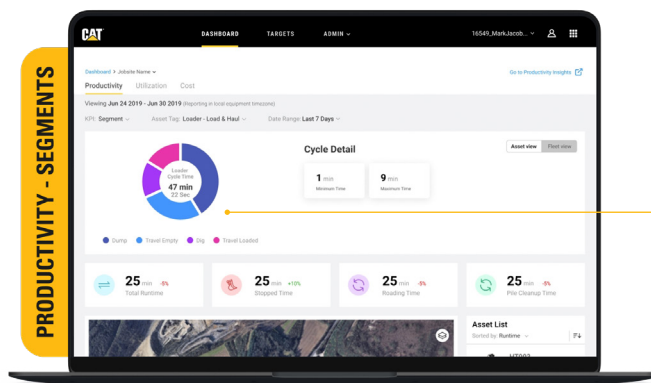 PRODUCTIVITY - SEGMENTS
CAT
DASHBOARD TARGETS ADMIN
16549_MarkJacob...
Dashboard > Jobsite Name
Go to Productivity Insights
Productivity Utilization Cost
Viewing Jun 24 2019 - Jun 30 2019 (Reporting in local equipment timezone)
KPI: Segment Asset Tag: Loader - Load & Haul Date Range: Last 7 Days
Loader
Cycle Time
47 min
22 Sec
Cycle Detail
Asset view Fleet view
1 min
Minimum Time
9 min
Maximum Time
Dump Travel Empty Dig Travel Loaded
25 min -5%
Total Runtime
25 min +10%
Stopped Time
25 min -5%
Roading Time
25 min -5%
Pile Cleanup Time
Asset List
Sorted by: Runtime
HT003